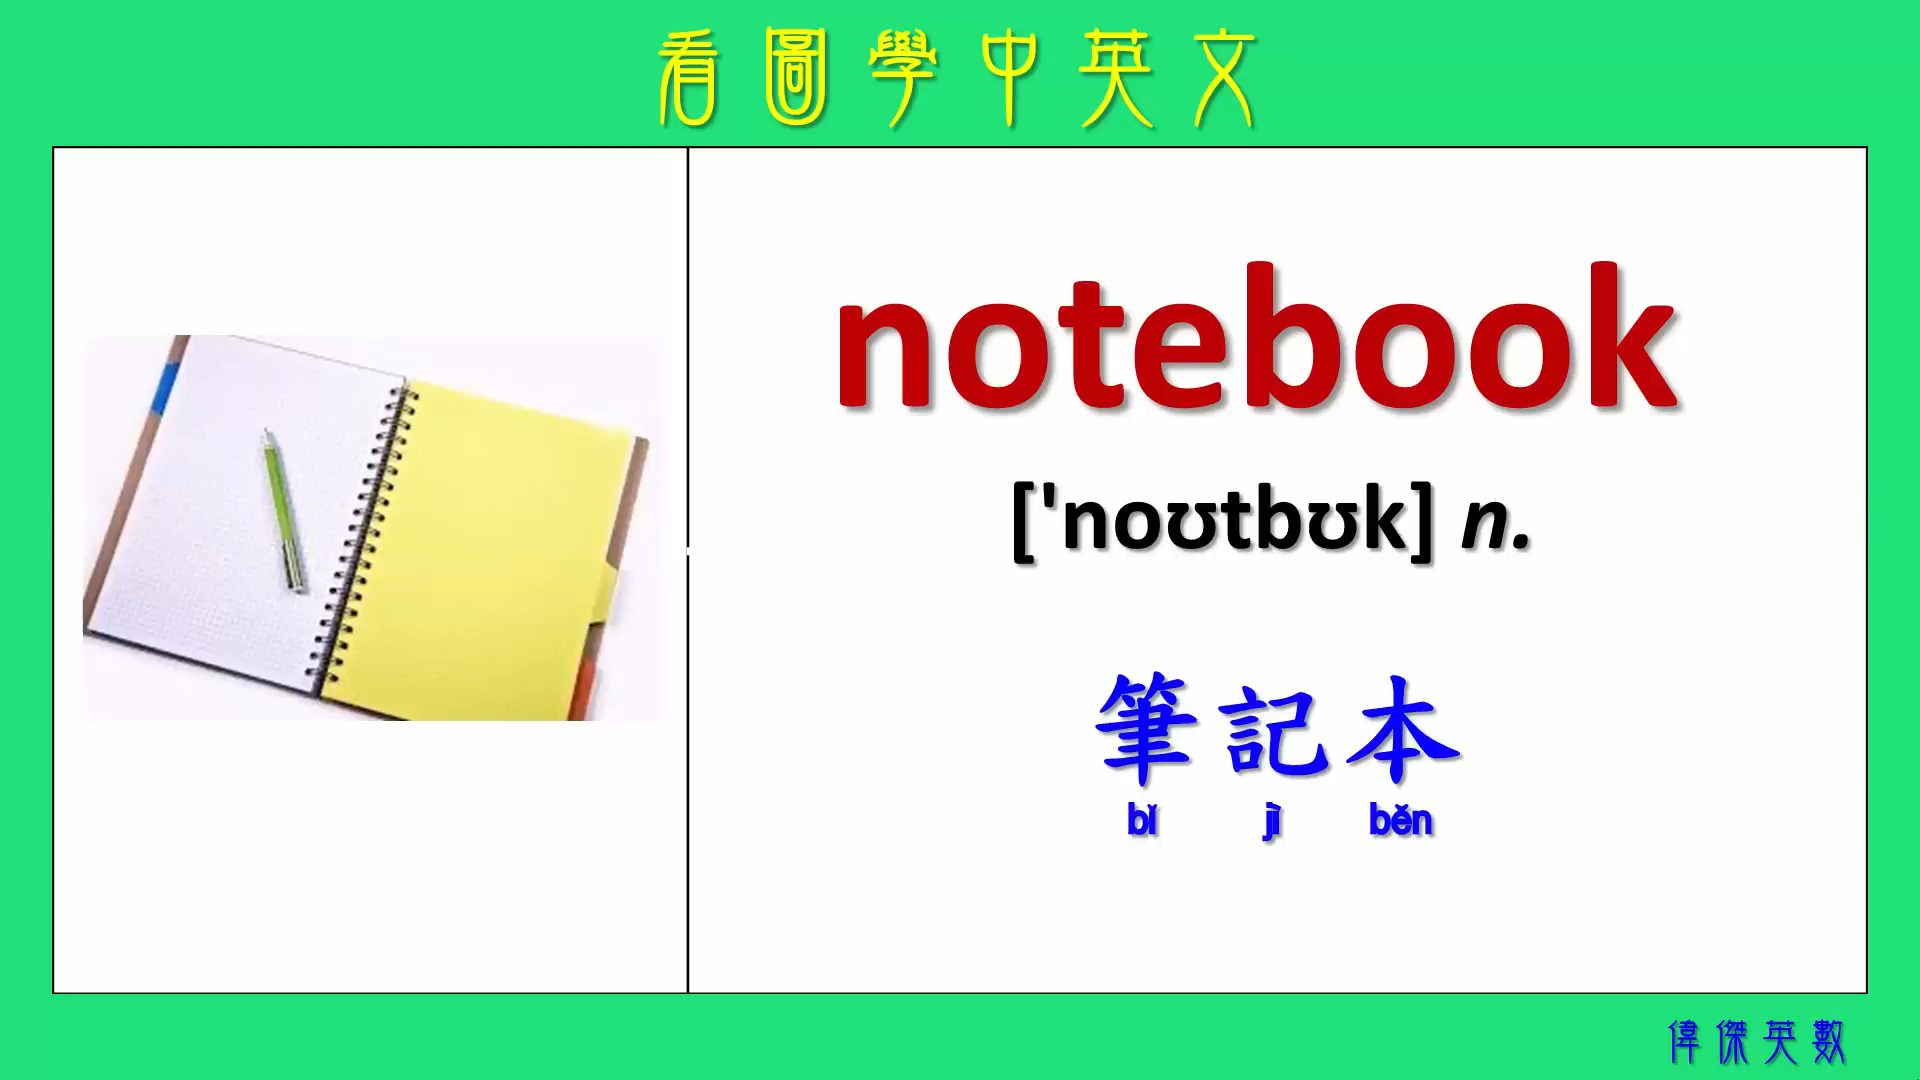 看圖學中英文
notebook
['noʊtbʊk] n.
筆記本
bǐ jì běn
偉傑英數